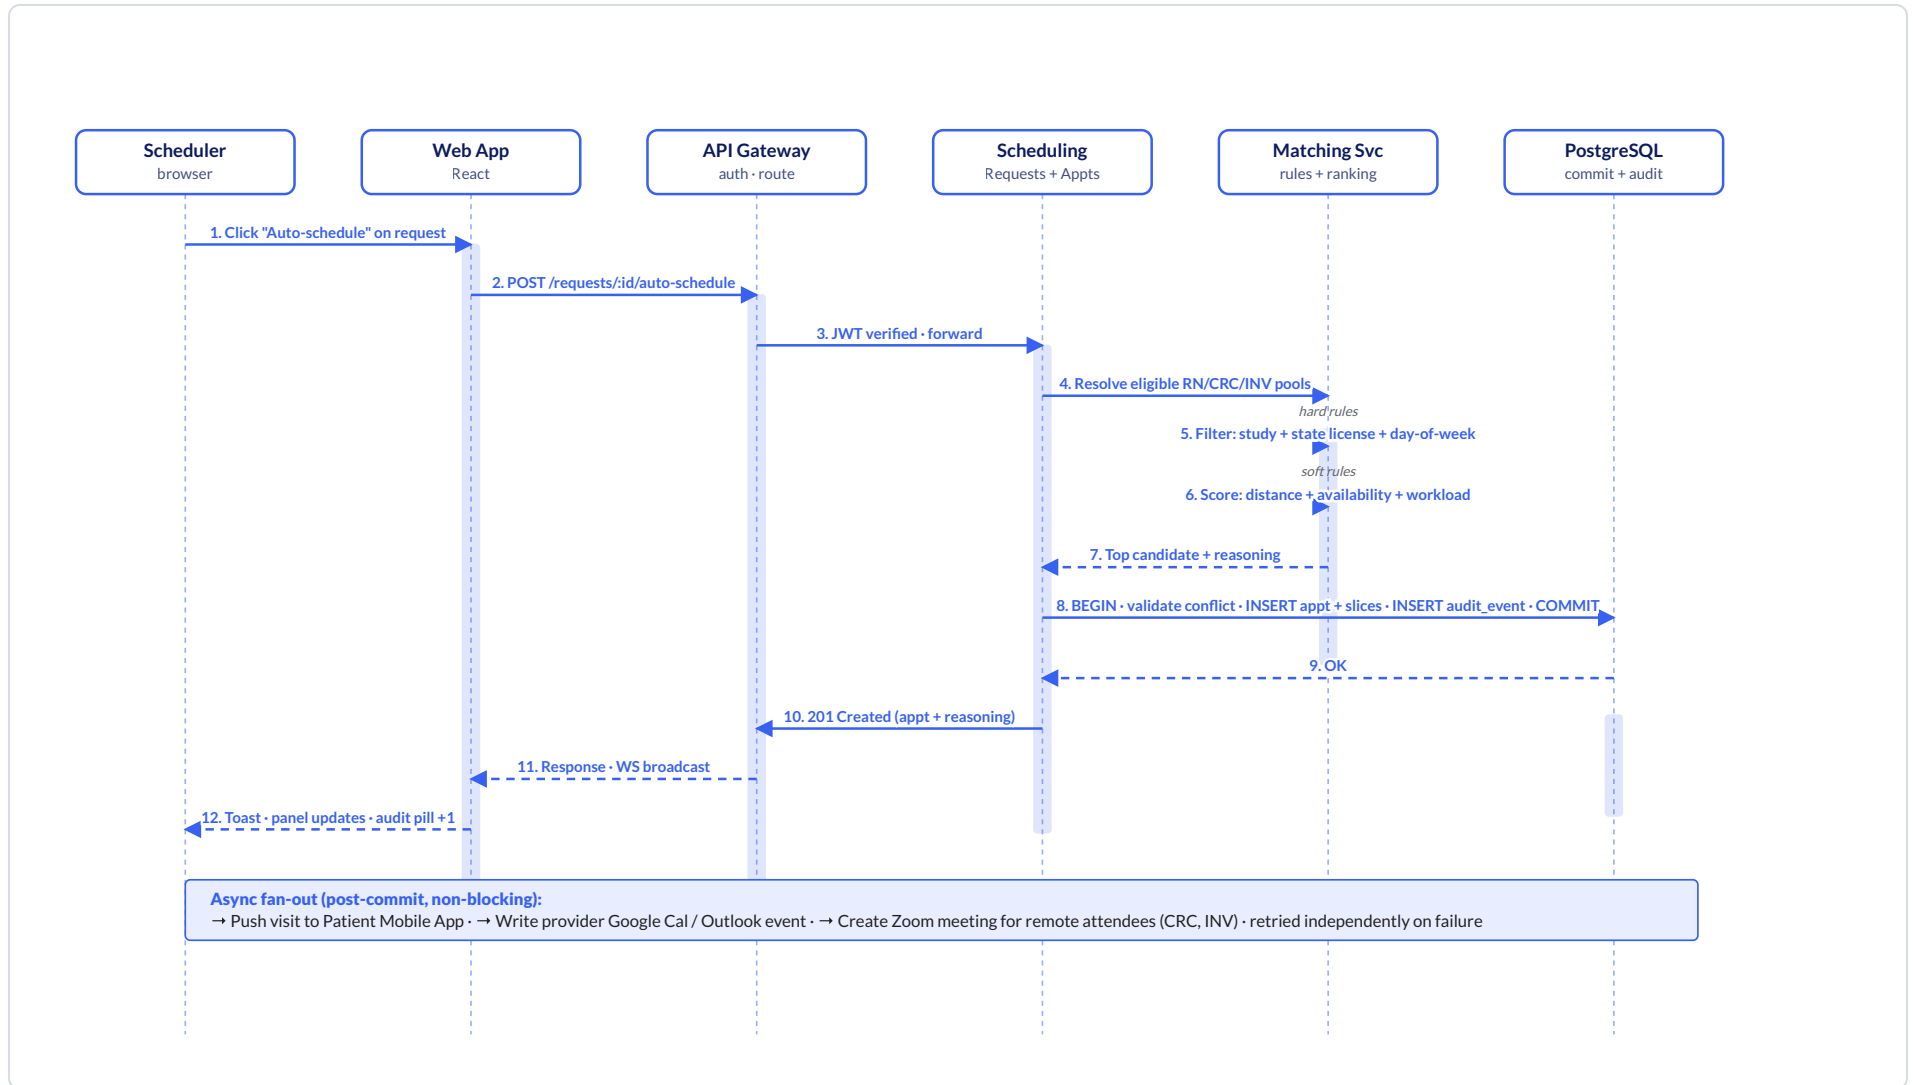 Scheduler
browser
Web App
React
API Gateway
auth · route
Scheduling
Requests + Appts
Matching Svc
rules + ranking
PostgreSQL
commit + audit
1. Click "Auto-schedule" on request
2. POST /requests/:id/auto-schedule
3. JWT verified · forward
4. Resolve eligible RN/CRC/INV pools
hard rules
5. Filter: study + state license + day-of-week
soft rules
6. Score: distance + availability + workload
7. Top candidate + reasoning
8. BEGIN · validate conflict · INSERT appt + slices · INSERT audit_event · COMMIT
9. OK
10. 201 Created (appt + reasoning)
11. Response · WS broadcast
12. Toast · panel updates · audit pill +1
Async fan-out (post-commit, non-blocking):
→ Push visit to Patient Mobile App · → Write provider Google Cal / Outlook event · → Create Zoom meeting for remote attendees (CRC, INV) · retried independently on failure